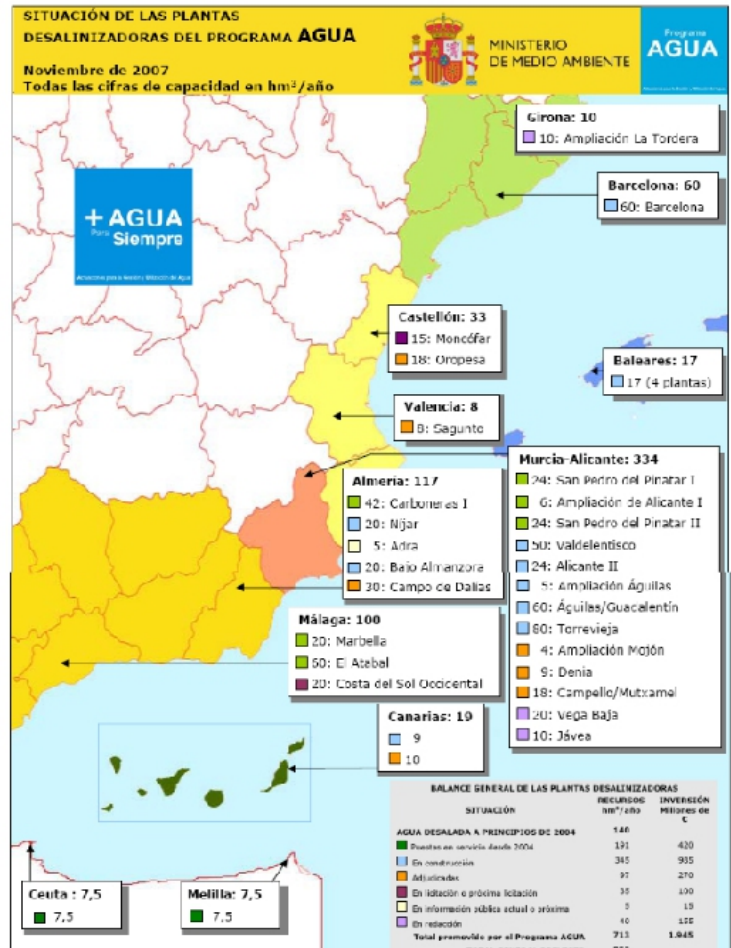 SITUACIÓN DE LAS PLANTAS
DESALINIZADORAS DEL PROGRAMA AGUA
Noviembre de 2007
Todas las cifras de capacidad en hm³/año
MINISTERIO
DE MEDIO AMBIENTE
Programa
AGUA
+ AGUA
Para Siempre
Girona: 10
10: Ampliación La Tordera
Barcelona: 60
60: Barcelona
Castellón: 33
15: Moncófar
18: Oropesa
Baleares: 17
17 (4 plantas)
Valencia: 8
8: Sagunto
Almería: 117
42: Carboneras I
20: Níjar
5: Adra
20: Bajo Almanzora
30: Campo de Dalías
Murcia-Alicante: 334
24: San Pedro del Pinatar I
6: Ampliación de Alicante I
24: San Pedro del Pinatar II
50: Valdelentisco
24: Alicante II
5: Ampliación Águilas
60: Águilas/Guacalentín
80: Torrevieja
4: Ampliación Mojón
9: Denia
18: Campello/Mutxamel
20: Vega Baja
10: Jávea
Málaga: 100
20: Marbella
60: El Atabal
20: Costa del Sol Occidental
Canarias: 19
9
10
Ceuta : 7,5
7,5
Melilla: 7,5
7,5
BALANCE GENERAL DE LAS PLANTAS DESALINIZADORAS
SITUACIÓN RECURSOS hm³/año INVERSIÓN Millones de €
AGUA DESALADA A PRINCIPIOS DE 2004 140
Puestas en servicio desde 2004 191 420
En construcción 345 985
Adjudicadas 97 270
En licitación o próxima licitación 35 100
En información pública actual o próxima 5 15
En redacción 40 155
Total promovido por el Programa AGUA 713 1.945